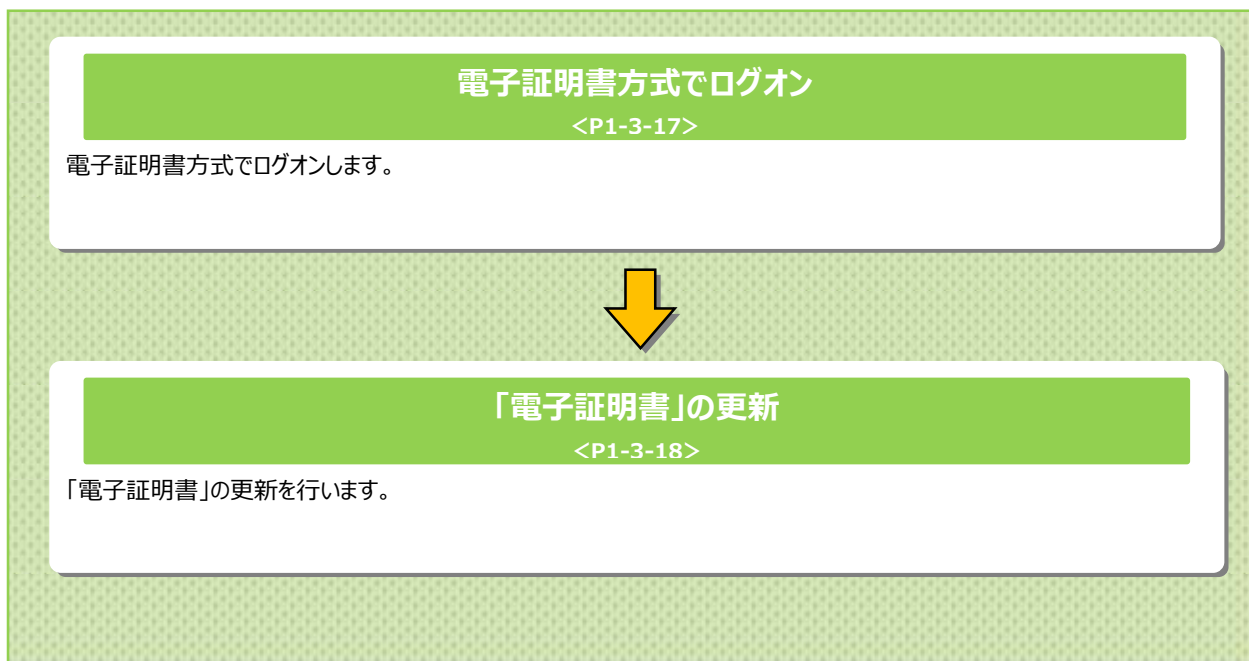 電子証明書方式でログオン
<P1-3-17>
電子証明書方式でログオンします。
「電子証明書」の更新
<P1-3-18>
「電子証明書」の更新を行います。